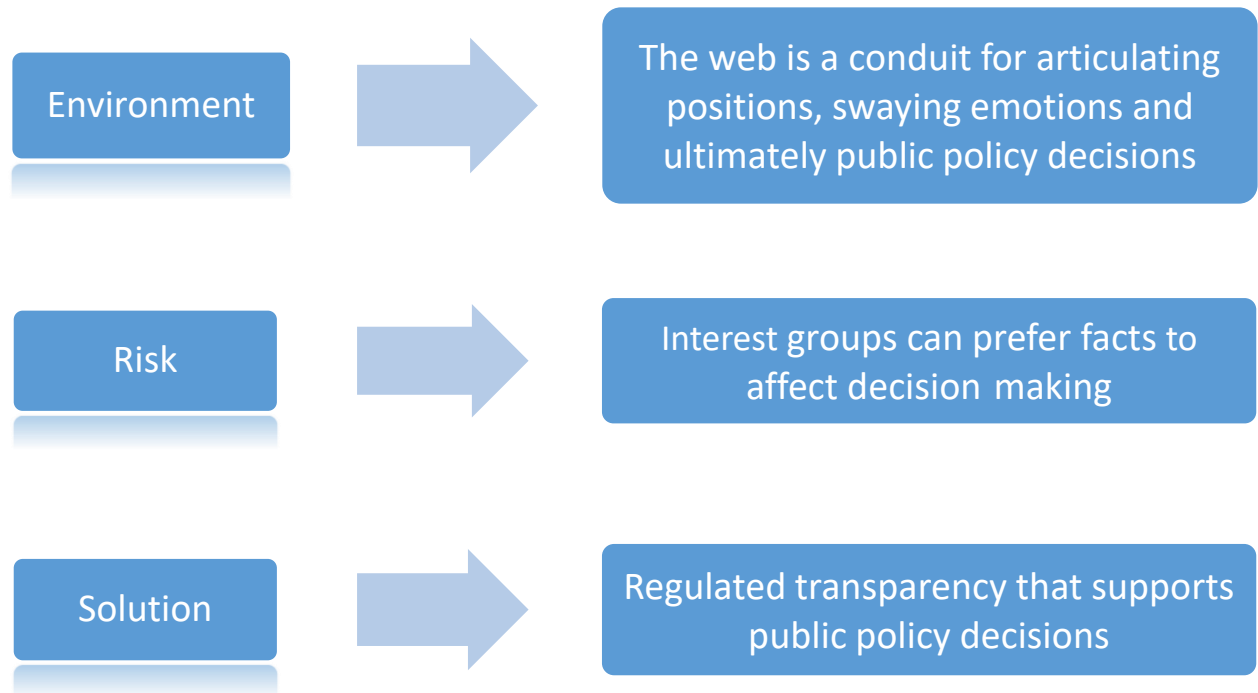 Environment
The web is a conduit for articulating
positions, swaying emotions and
ultimately public policy decisions
Risk
Interest groups can prefer facts to
affect decision making
Solution
Regulated transparency that supports
public policy decisions